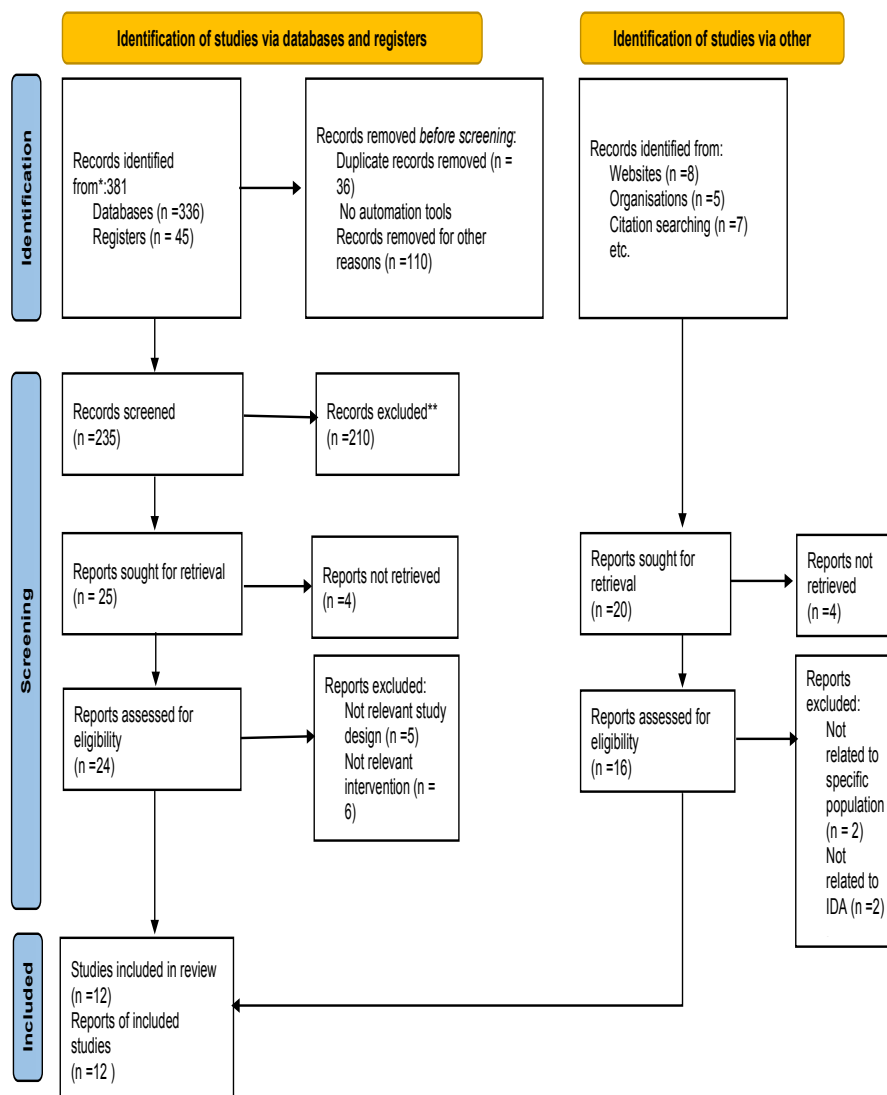 Identification of studies via databases and registers
Identification of studies via other
Identification
Records identified
from*:381
Databases (n =336)
Registers (n = 45)
Records removed before screening:
Duplicate records removed (n =
36)
No automation tools
Records removed for other
reasons (n =110)
Records identified from:
Websites (n =8)
Organisations (n =5)
Citation searching (n =7)
etc.
Screening
Records screened
(n =235)
Records excluded**
(n =210)
Reports sought for retrieval
(n = 25)
Reports not retrieved
(n =4)
Reports sought for
retrieval
(n =20)
Reports not
retrieved
(n =4)
Reports assessed for
eligibility
(n =24)
Reports excluded:
Not relevant study
design (n =5)
Not relevant
intervention (n =
6)
Reports assessed for
eligibility
(n =16)
Reports
excluded:
Not
related to
specific
population
(n = 2)
Not
related to
IDA (n =2)
Included
Studies included in review
(n =12)
Reports of included
studies
(n =12 )